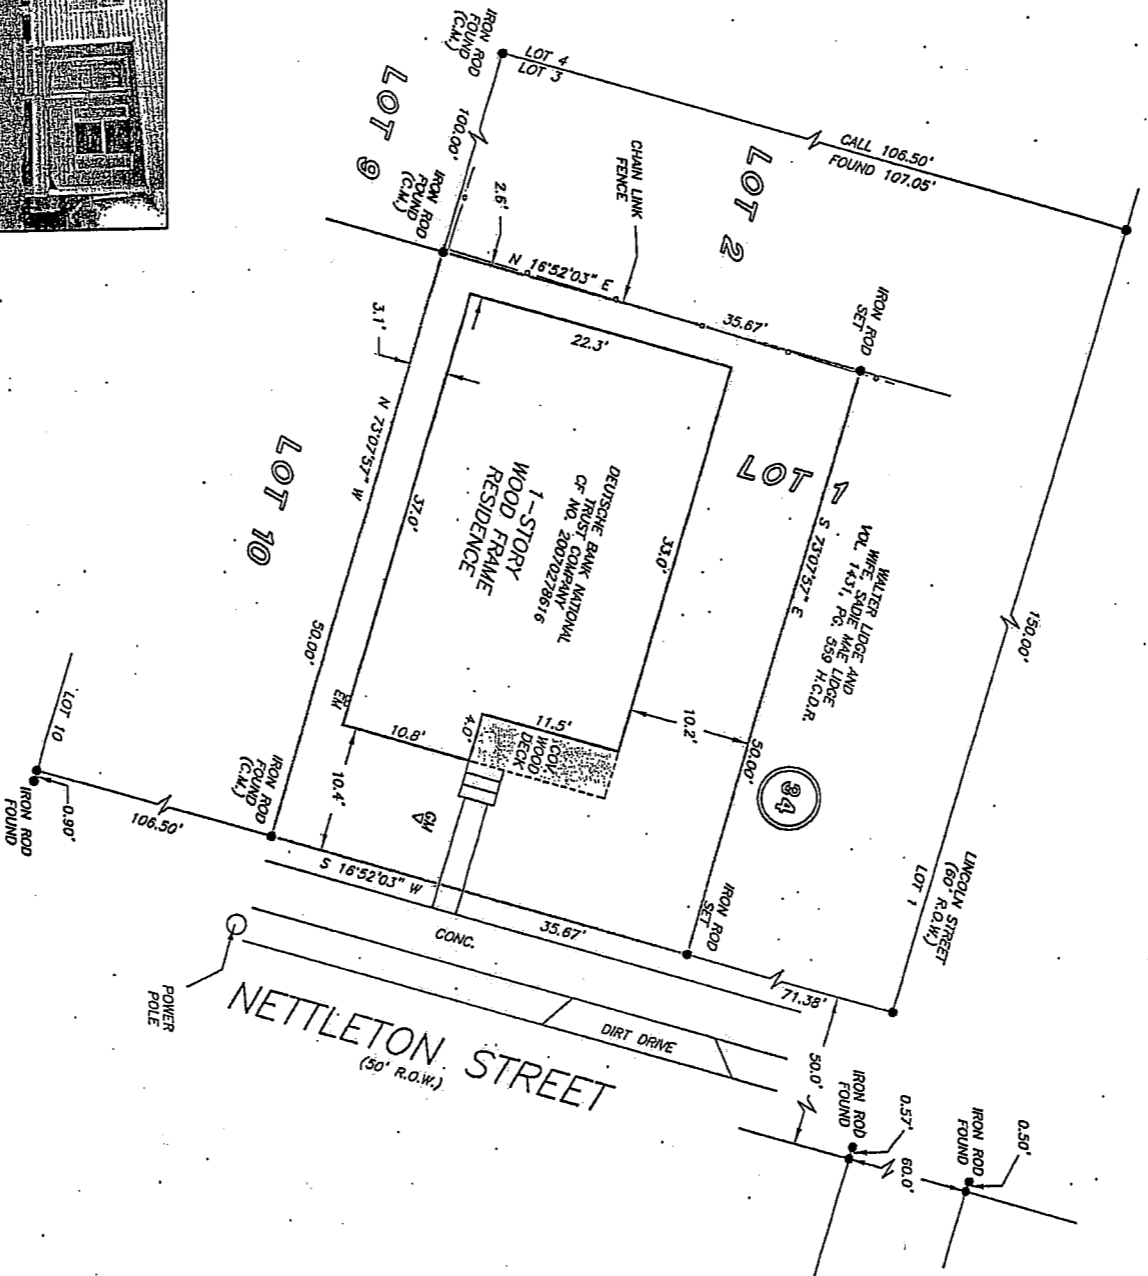 IRON ROD
FOUND
(C.M.)
LOT 4
LOT 3
CALL 106.50'
FOUND 107.05'
LOT 9
100.00'
IRON ROD
FOUND
(C.M.)
2.5'
CHAIN LINK
FENCE
LOT 2
N 16°52'03" E
35.67'
IRON ROD
SET
3.1'
22.3'
N 73°07'57" W
50.00'
LOT 10
37.0'
DEUTSCHE BANK NATIONAL
TRUST COMPANY
CF NO. 20070278616
1-STORY
WOOD FRAME
RESIDENCE
33.0'
LOT 1
S 73°07'57" E
50.00'
WALTER LIDGE AND
WIFE, SADIE MAE LIDGE
VOL. 1431, PG. 559 H.C.D.R.
150.00'
LINCOLN STREET
(60' R.O.W.)
LOT 1
34
10.2'
11.5'
4.0'
COV.
WOOD
DECK
EM
10.8'
10.4'
GM
IRON ROD
FOUND
(C.M.)
LOT 10
0.90'
IRON ROD
FOUND
106.50'
S 16°52'03" W
35.67'
IRON ROD
SET
71.38'
CONC.
POWER
POLE
DIRT DRIVE
NETTLETON STREET
(50' R.O.W.)
50.0'
IRON ROD
FOUND
0.57'
60.0'
IRON ROD
FOUND
0.50'